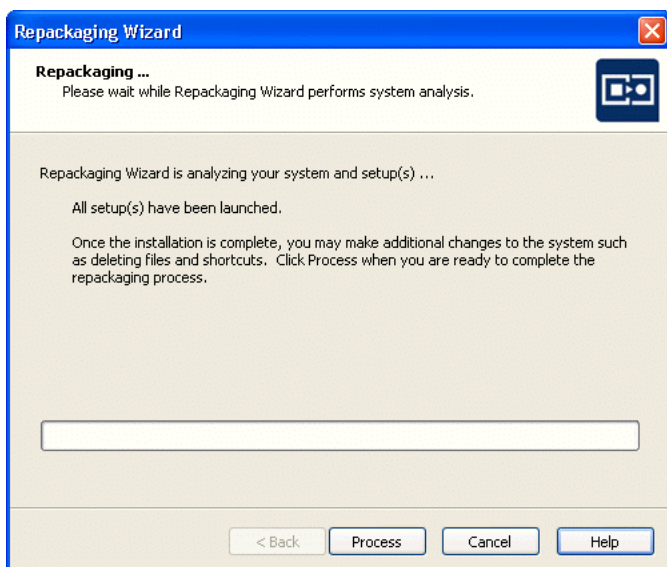 Repackaging Wizard
Repackaging ...
Please wait while Repackaging Wizard performs system analysis.
Repackaging Wizard is analyzing your system and setup(s) ...
All setup(s) have been launched.
Once the installation is complete, you may make additional changes to the system such
as deleting files and shortcuts.  Click Process when you are ready to complete the
repackaging process.
< Back
Process
Cancel
Help